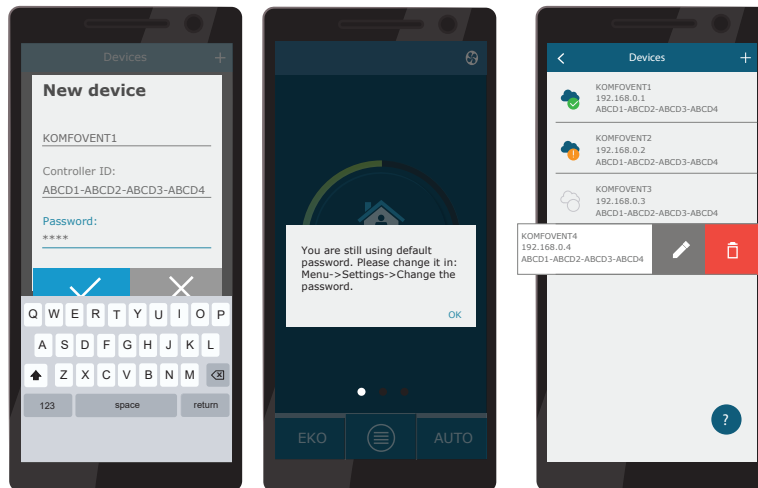 Devices
+
New device
KOMFOVENT1
Controller ID:
ABCD1-ABCD2-ABCD3-ABCD4
Password:
****
Q W E R T Y U I O P
A S D F G H J K L
Z X C V B N M
123 space return
You are still using default
password. Please change it in:
Menu->Settings->Change the
password.
OK
EKO
AUTO
Devices
+
KOMFOVENT1
192.168.0.1
ABCD1-ABCD2-ABCD3-ABCD4
KOMFOVENT2
192.168.0.2
ABCD1-ABCD2-ABCD3-ABCD4
KOMFOVENT3
192.168.0.3
ABCD1-ABCD2-ABCD3-ABCD4
KOMFOVENT4
192.168.0.4
ABCD1-ABCD2-ABCD3-ABCD4
?